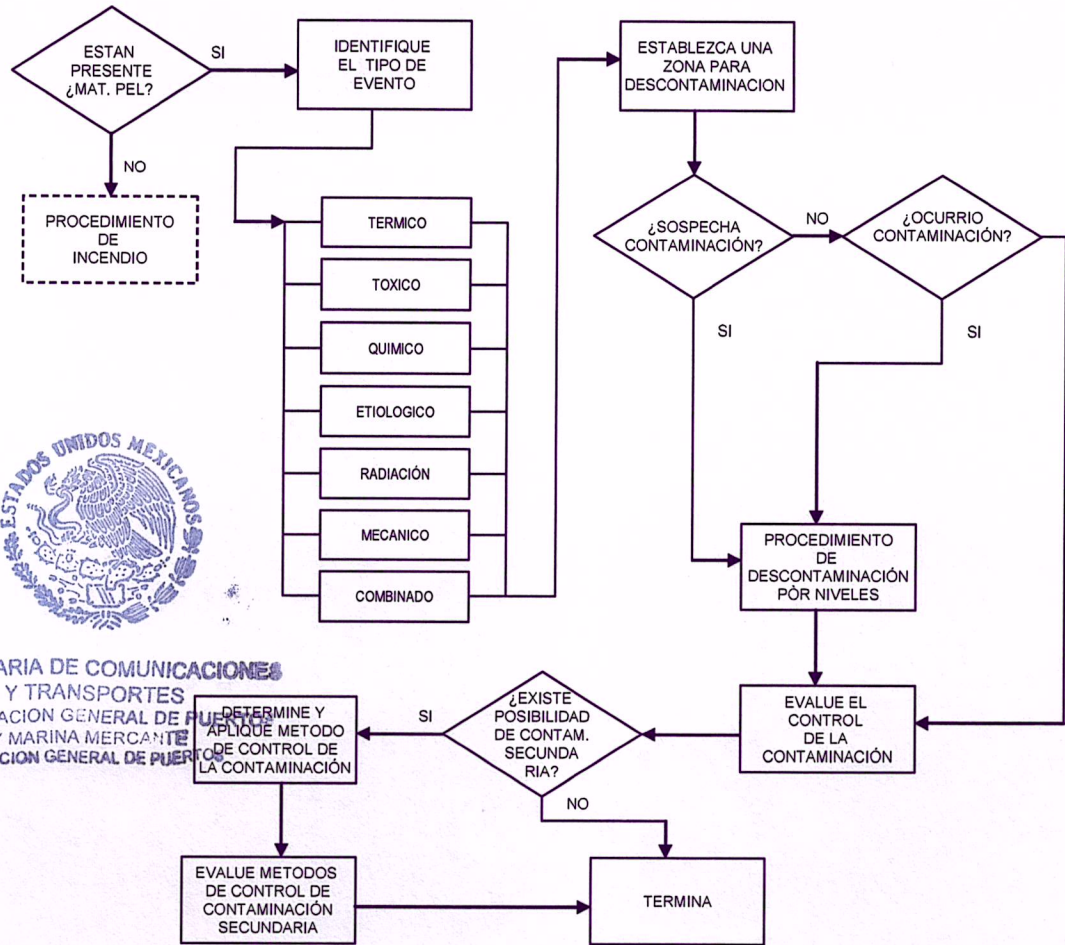 ESTAN
PRESENTE
¿MAT. PEL?
SI
IDENTIFIQUE
EL TIPO DE
EVENTO
NO
PROCEDIMIENTO
DE
INCENDIO
TERMICO
TOXICO
QUIMICO
ETIOLOGICO
RADIACIÓN
MECANICO
COMBINADO
ESTABLEZCA UNA
ZONA PARA
DESCONTAMINACION
¿SOSPECHA
CONTAMINACIÓN?
NO
¿OCURRIO
CONTAMINACIÓN?
SI
SI
PROCEDIMIENTO
DE
DESCONTAMINACIÓN
PÒR NIVELES
EVALUE EL
CONTROL
DE LA
CONTAMINACIÓN
¿EXISTE
POSIBILIDAD
DE CONTAM.
SECUNDA
RIA?
SI
NO
DETERMINE Y
APLIQUE METODO
DE CONTROL DE
LA CONTAMINACIÓN
EVALUE METODOS
DE CONTROL DE
CONTAMINACIÓN
SECUNDARIA
TERMINA
ESTADOS UNIDOS MEXICANOS
ARIA DE COMUNICACIONES
Y TRANSPORTES
ACION GENERAL DE PUERTOS
Y MARINA MERCANTE
CION GENERAL DE PUERTOS